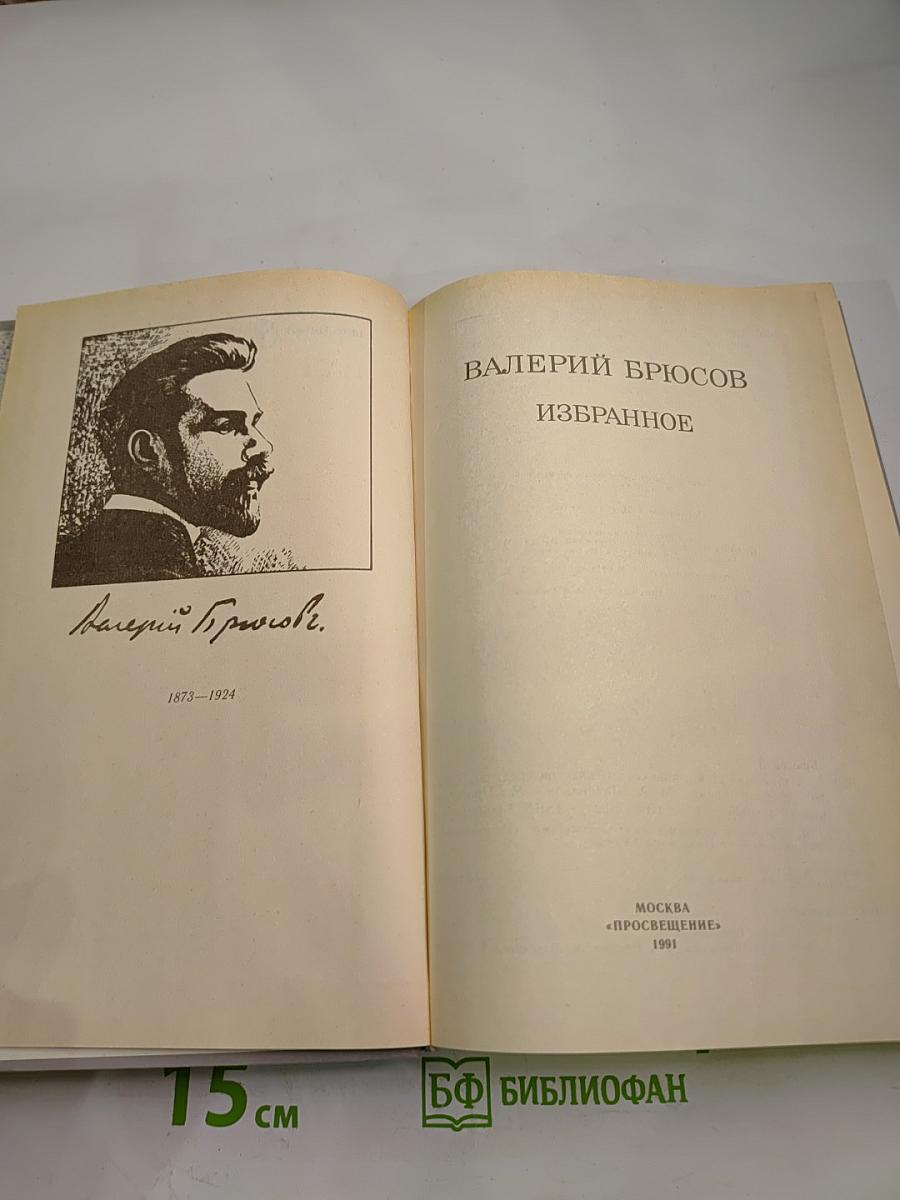 Валерий Брюсовъ.
1873—1924
ВАЛЕРИЙ БРЮСОВ
ИЗБРАННОЕ
МОСКВА
«ПРОСВЕЩЕНИЕ»
1991
15 см
БФ БИБЛИОФАН